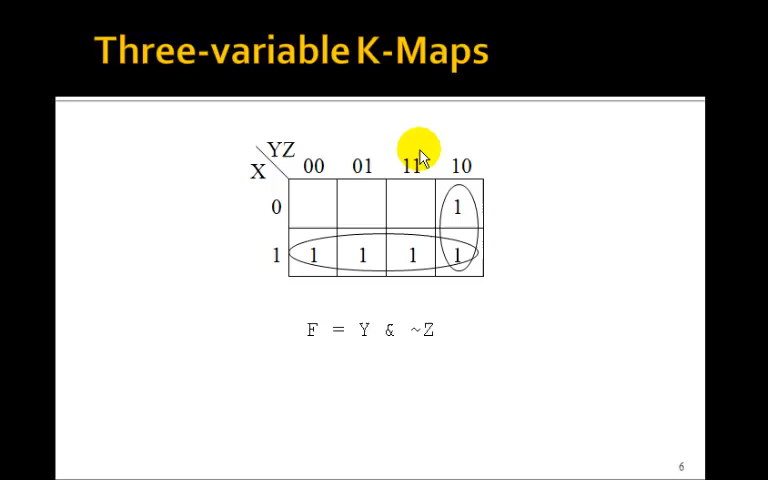 Three-variable K-Maps
YZ
X
00 01 11 10
0 1
1 1 1 1 1
F = Y & ~Z
6